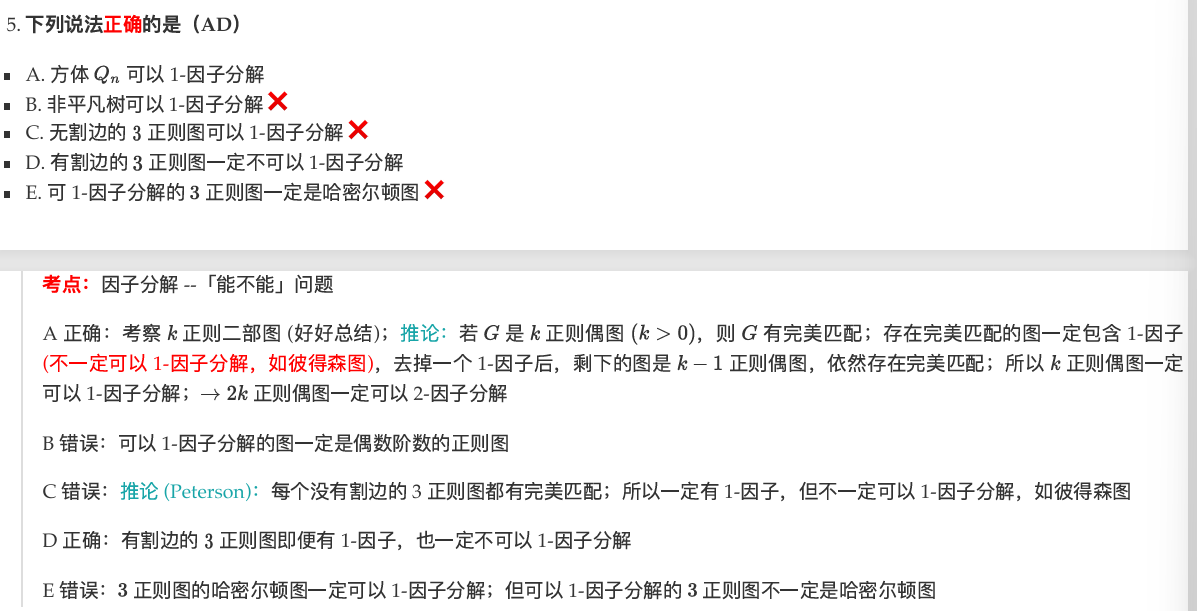 5. 下列说法正确的是（AD）
A. 方体 Qn 可以 1-因子分解
B. 非平凡树可以 1-因子分解❌
C. 无割边的 3 正则图可以 1-因子分解❌
D. 有割边的 3 正则图一定不可以 1-因子分解
E. 可 1-因子分解的 3 正则图一定是哈密尔顿图❌
考点：因子分解 --「能不能」问题
A 正确：考察 k 正则二部图 (好好总结)；推论：若 G 是 k 正则偶图 (k > 0)，则 G 有完美匹配；存在完美匹配的图一定包含 1-因子
(不一定可以 1-因子分解，如彼得森图)，去掉一个 1-因子后，剩下的图是 k − 1 正则偶图，依然存在完美匹配；所以 k 正则偶图一定
可以 1-因子分解；→ 2k 正则偶图一定可以 2-因子分解
B 错误：可以 1-因子分解的图一定是偶数阶数的正则图
C 错误：推论 (Peterson)：每个没有割边的 3 正则图都有完美匹配；所以一定有 1-因子，但不一定可以 1-因子分解，如彼得森图
D 正确：有割边的 3 正则图即便有 1-因子，也一定不可以 1-因子分解
E 错误：3 正则图的哈密尔顿图一定可以 1-因子分解；但可以 1-因子分解的 3 正则图不一定是哈密尔顿图